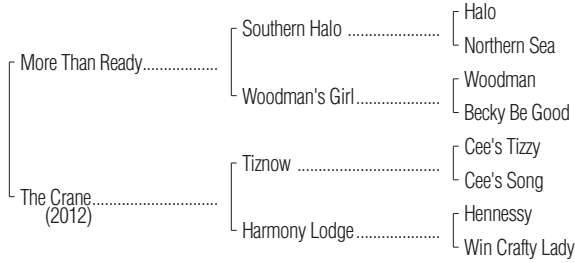 Halo
Southern Halo ..................
Northern Sea
More Than Ready..................
Woodman
Woodman's Girl................
Becky Be Good
Cee's Tizzy
Tiznow ............................
Cee's Song
The Crane.............................
(2012)
Hennessy
Harmony Lodge................
Win Crafty Lady